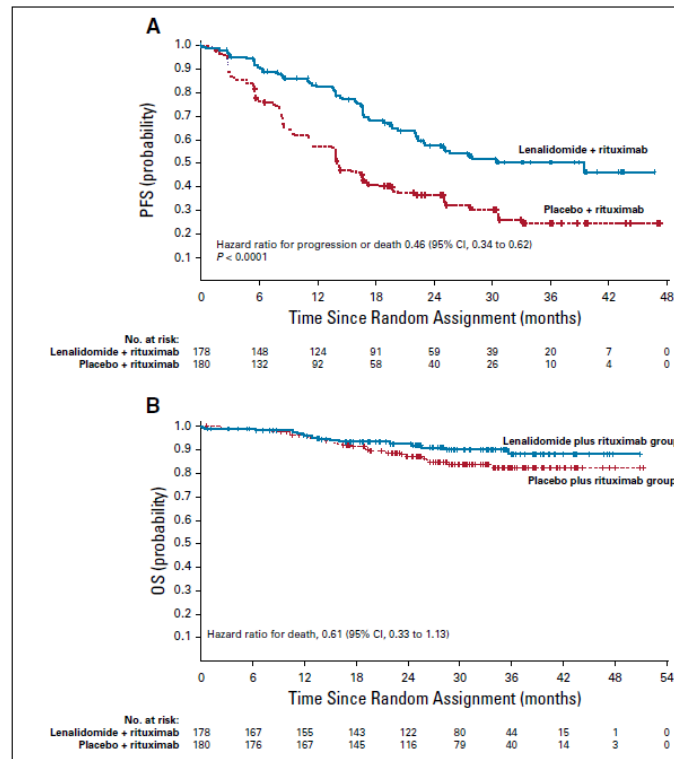 A
1.0
0.9
0.8
0.7
0.6
0.5
0.4
0.3
0.2
0.1
PFS (probability)
Lenalidomide + rituximab
Placebo + rituximab
Hazard ratio for progression or death 0.46 (95% CI, 0.34 to 0.62)
P < 0.0001
0 6 12 18 24 30 36 42 48
Time Since Random Assignment (months)
No. at risk:
Lenalidomide + rituximab 178 148 124 91 59 39 20 7 0
Placebo + rituximab 180 132 92 58 40 26 10 4 0
B
1.0
0.9
0.8
0.7
0.6
0.5
0.4
0.3
0.2
0.1
OS (probability)
Lenalidomide plus rituximab group
Placebo plus rituximab group
Hazard ratio for death, 0.61 (95% CI, 0.33 to 1.13)
0 6 12 18 24 30 36 42 48 54
Time Since Random Assignment (months)
No. at risk:
Lenalidomide + rituximab 178 167 155 143 122 80 44 15 1 0
Placebo + rituximab 180 176 167 145 116 79 40 14 3 0